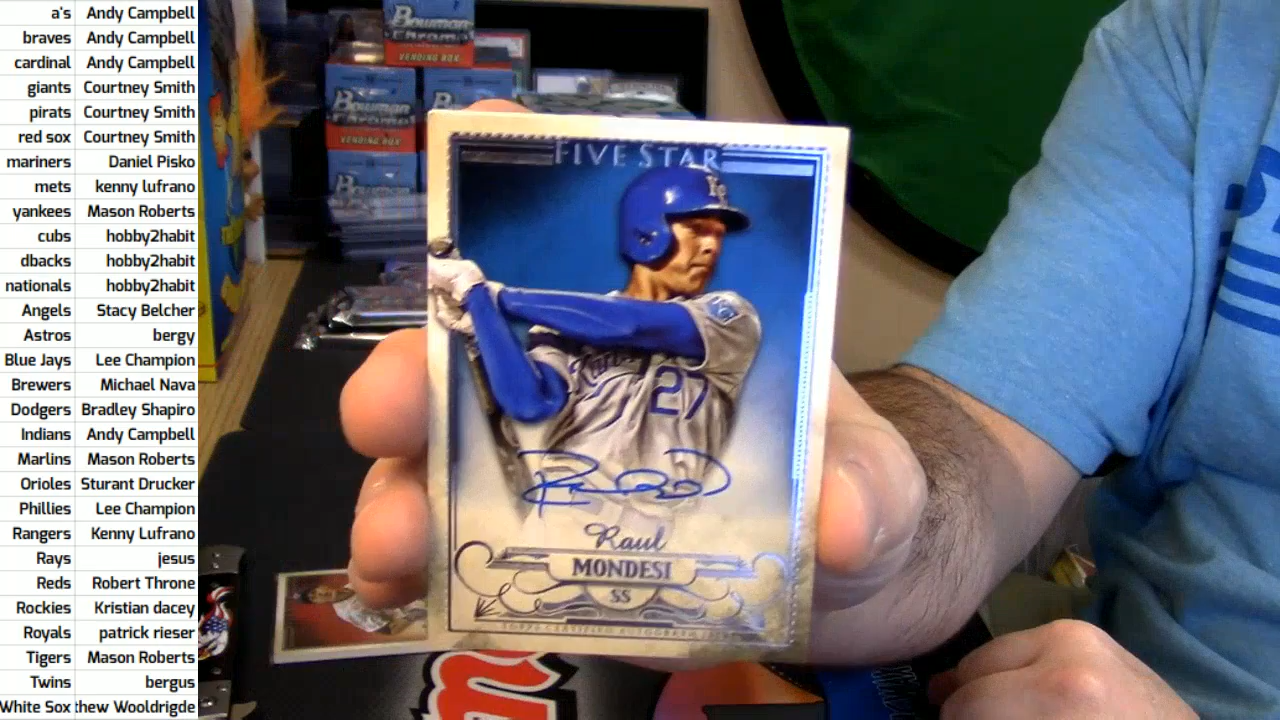 a's Andy Campbell
braves Andy Campbell
cardinal Andy Campbell
giants Courtney Smith
pirats Courtney Smith
red sox Courtney Smith
mariners Daniel Pisko
mets kenny lufrano
yankees Mason Roberts
cubs hobby2habit
dbacks hobby2habit
nationals hobby2habit
Angels Stacy Belcher
Astros bergy
Blue Jays Lee Champion
Brewers Michael Nava
Dodgers Bradley Shapiro
Indians Andy Campbell
Marlins Mason Roberts
Orioles Sturant Drucker
Phillies Lee Champion
Rangers Kenny Lufrano
Rays jesus
Reds Robert Throne
Rockies Kristian dacey
Royals patrick rieser
Tigers Mason Roberts
Twins bergus
White Sox thew Wooldrigde
Bowman
Chrome
VENDING BOX
Bowman
Chrome
VENDING BOX
Bowman
FIVE STAR
KC
27
Raul
MONDESI
SS
TOPPS CERTIFIED AUTOGRAPH